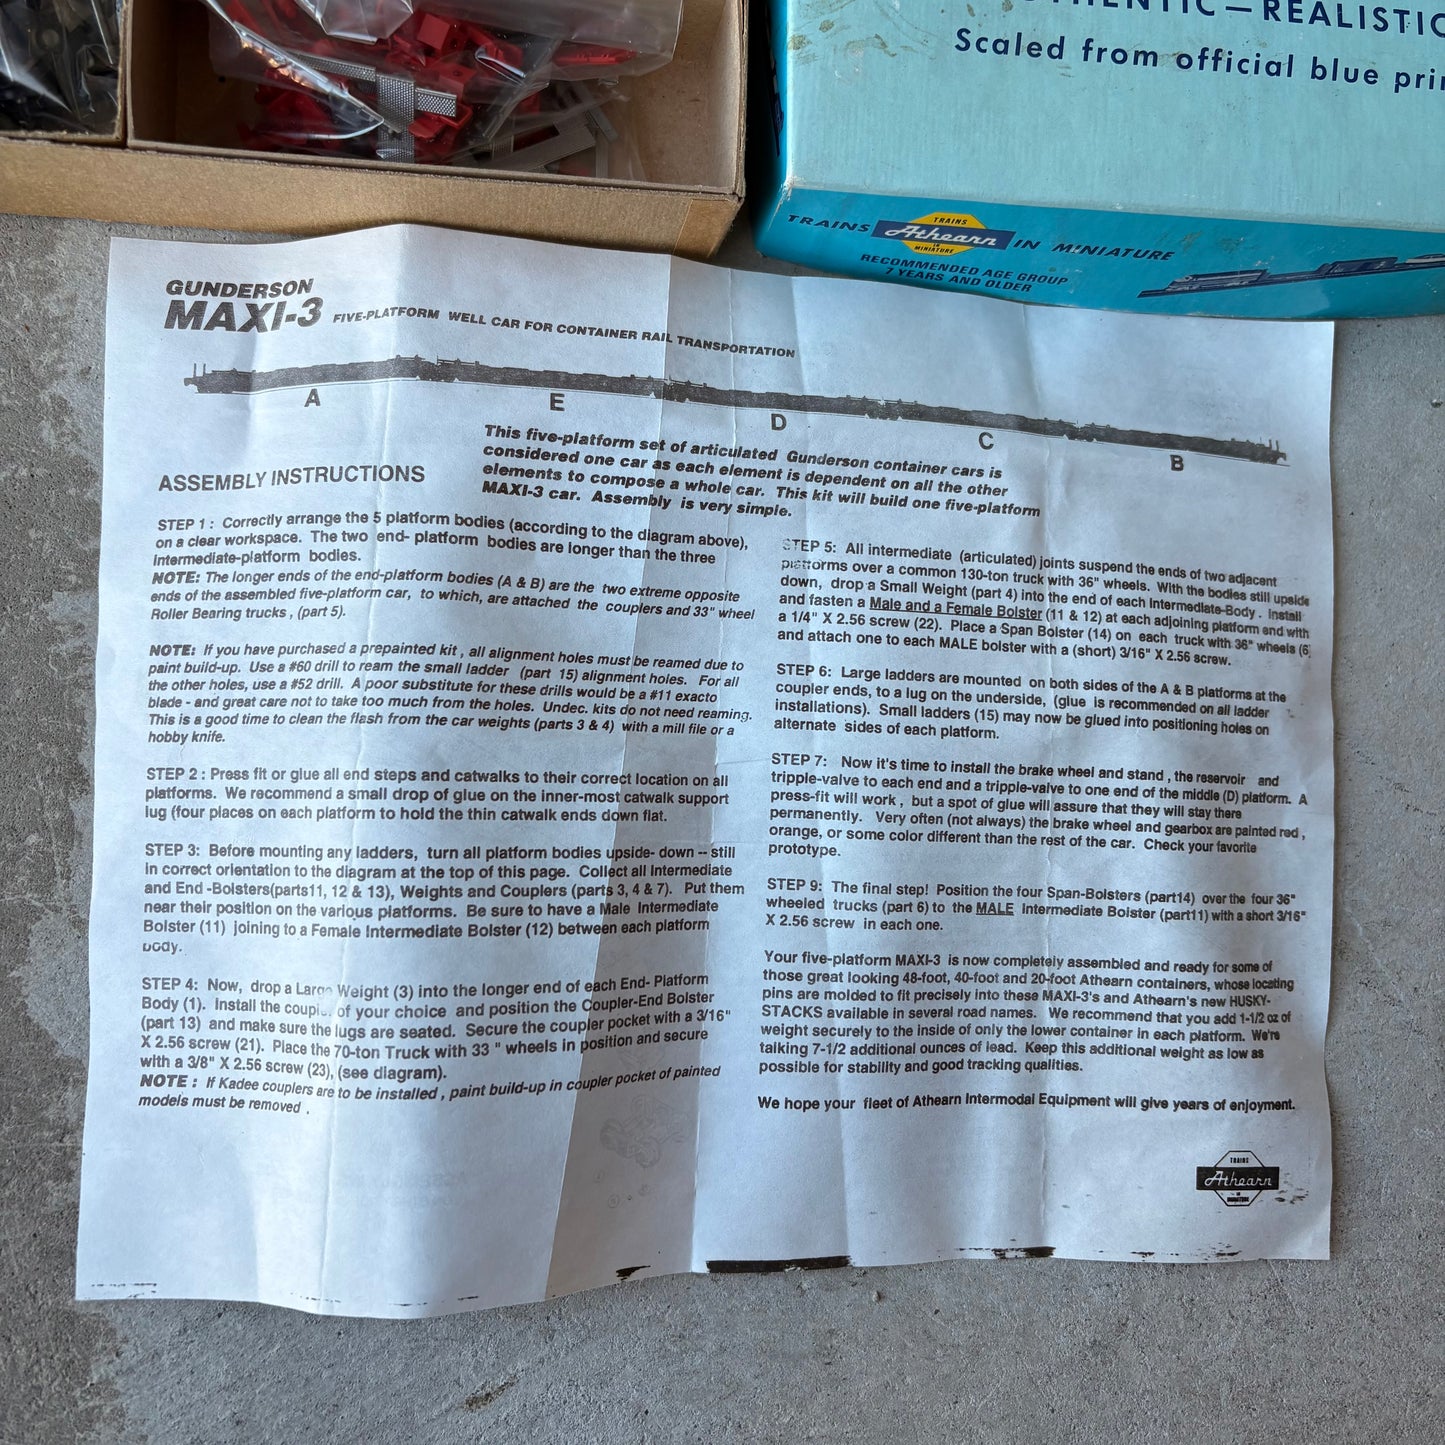 —REALISTIC
Scaled from official blue
TRAINS Athearn IN MINIATURE
TRAINS
IN
MINIATURE
RECOMMENDED AGE GROUP
7 YEARS AND OLDER
GUNDERSON
MAXI-3 FIVE-PLATFORM WELL CAR FOR CONTAINER RAIL TRANSPORTATION
A E D C B
This five-platform set of articulated Gunderson container cars is
considered one car as each element is dependent on all the other
elements to compose a whole car. This kit will build one five-platform
MAXI-3 car. Assembly is very simple.
ASSEMBLY INSTRUCTIONS
STEP 1 : Correctly arrange the 5 platform bodies (according to the diagram above),
on a clear workspace. The two end- platform bodies are longer than the three
intermediate-platform bodies.
NOTE: The longer ends of the end-platform bodies (A & B) are the two extreme opposite
ends of the assembled five-platform car, to which, are attached the couplers and 33" wheel
Roller Bearing trucks , (part 5).
NOTE: If you have purchased a prepainted kit , all alignment holes must be reamed due to
paint build-up. Use a #60 drill to ream the small ladder (part 15) alignment holes. For all
the other holes, use a #52 drill. A poor substitute for these drills would be a #11 exacto
blade - and great care not to take too much from the holes. Undec. kits do not need reaming.
This is a good time to clean the flash from the car weights (parts 3 & 4) with a mill file or a
hobby knife.
STEP 2 : Press fit or glue all end steps and catwalks to their correct location on all
platforms. We recommend a small drop of glue on the inner-most catwalk support
lug (four places on each platform to hold the thin catwalk ends down flat.
STEP 3: Before mounting any ladders, turn all platform bodies upside- down -- still
in correct orientation to the diagram at the top of this page. Collect all Intermediate
and End -Bolsters(parts11, 12 & 13), Weights and Couplers (parts 3, 4 & 7). Put them
near their position on the various platforms. Be sure to have a Male Intermediate
Bolster (11) joining to a Female Intermediate Bolster (12) between each platform
body.
STEP 4: Now, drop a Large Weight (3) into the longer end of each End- Platform
Body (1). Install the coupler of your choice and position the Coupler-End Bolster
(part 13) and make sure the lugs are seated. Secure the coupler pocket with a 3/16"
X 2.56 screw (21). Place the 70-ton Truck with 33 " wheels in position and secure
with a 3/8" X 2.56 screw (23), (see diagram).
NOTE : If Kadee couplers are to be installed , paint build-up in coupler pocket of painted
models must be removed .
STEP 5: All intermediate (articulated) joints suspend the ends of two adjacent
platforms over a common 130-ton truck with 36" wheels. With the bodies still upside
down, drop a Small Weight (part 4) into the end of each Intermediate-Body . Install
and fasten a Male and a Female Bolster (11 & 12) at each adjoining platform end with
a 1/4" X 2.56 screw (22). Place a Span Bolster (14) on each truck with 36" wheels (6
and attach one to each MALE bolster with a (short) 3/16" X 2.56 screw.
STEP 6: Large ladders are mounted on both sides of the A & B platforms at the
coupler ends, to a lug on the underside, (glue is recommended on all ladder
installations). Small ladders (15) may now be glued into positioning holes on
alternate sides of each platform.
STEP 7: Now it's time to install the brake wheel and stand , the reservoir and
tripple-valve to each end and a tripple-valve to one end of the middle (D) platform. A
press-fit will work , but a spot of glue will assure that they will stay there
permanently. Very often (not always) the brake wheel and gearbox are painted red ,
orange, or some color different than the rest of the car. Check your favorite
prototype.
STEP 9: The final step! Position the four Span-Bolsters (part14) over the four 36"
wheeled trucks (part 6) to the MALE Intermediate Bolster (part11) with a short 3/16"
X 2.56 screw in each one.
Your five-platform MAXI-3 is now completely assembled and ready for some of
those great looking 48-foot, 40-foot and 20-foot Athearn containers, whose locating
pins are molded to fit precisely into these MAXI-3's and Athearn's new HUSKY-
STACKS available in several road names. We recommend that you add 1-1/2 oz of
weight securely to the inside of only the lower container in each platform. We're
talking 7-1/2 additional ounces of lead. Keep this additional weight as low as
possible for stability and good tracking qualities.
We hope your fleet of Athearn Intermodal Equipment will give years of enjoyment.
TRAINS
Athearn
IN
MINIATURE